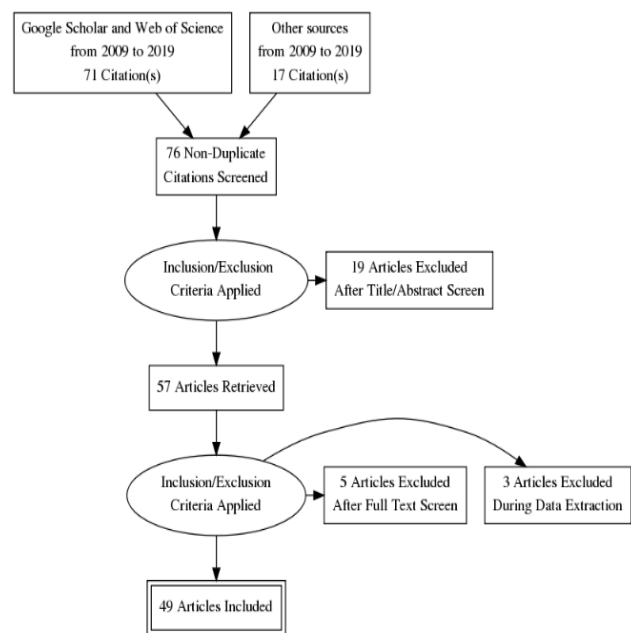 Google Scholar and Web of Science
from 2009 to 2019
71 Citation(s)
Other sources
from 2009 to 2019
17 Citation(s)
76 Non-Duplicate
Citations Screened
Inclusion/Exclusion
Criteria Applied
19 Articles Excluded
After Title/Abstract Screen
57 Articles Retrieved
Inclusion/Exclusion
Criteria Applied
5 Articles Excluded
After Full Text Screen
3 Articles Excluded
During Data Extraction
49 Articles Included